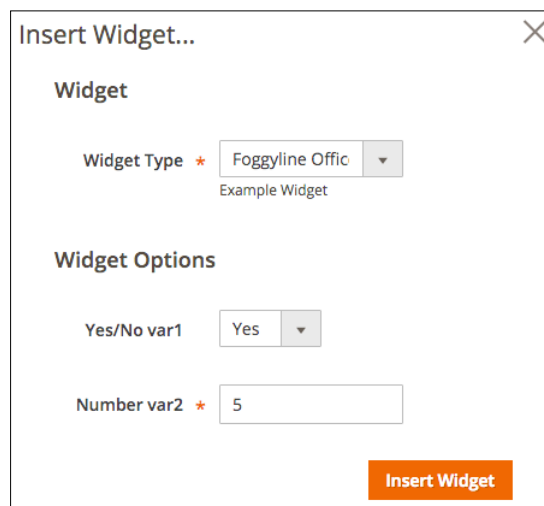 Insert Widget...
Widget
Widget Type * Foggyline Offic
Example Widget
Widget Options
Yes/No var1 Yes
Number var2 * 5
Insert Widget